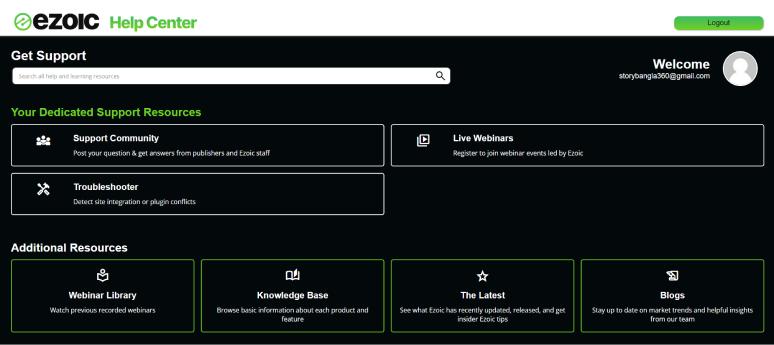 ezoic Help Center
Logout
Get Support
Search all help and learning resources
Welcome
storybangla360@gmail.com
Your Dedicated Support Resources
Support Community
Post your question & get answers from publishers and Ezoic staff
Live Webinars
Register to join webinar events led by Ezoic
Troubleshooter
Detect site integration or plugin conflicts
Additional Resources
Webinar Library
Watch previous recorded webinars
Knowledge Base
Browse basic information about each product and
feature
The Latest
See what Ezoic has recently updated, released, and get
insider Ezoic tips
Blogs
Stay up to date on market trends and helpful insights
from our team